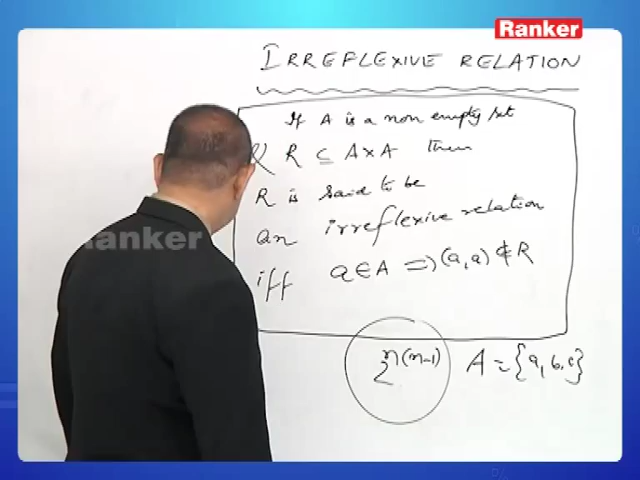 Ranker
IRREFLEXIVE RELATION
If A is a non empty set
& R ⊆ A×A then
R is said to be
an irreflexive relation
iff a∈A ⇒ (a,a) ∉ R
Ranker
2^{n(n-1)} A = {a, b, c}